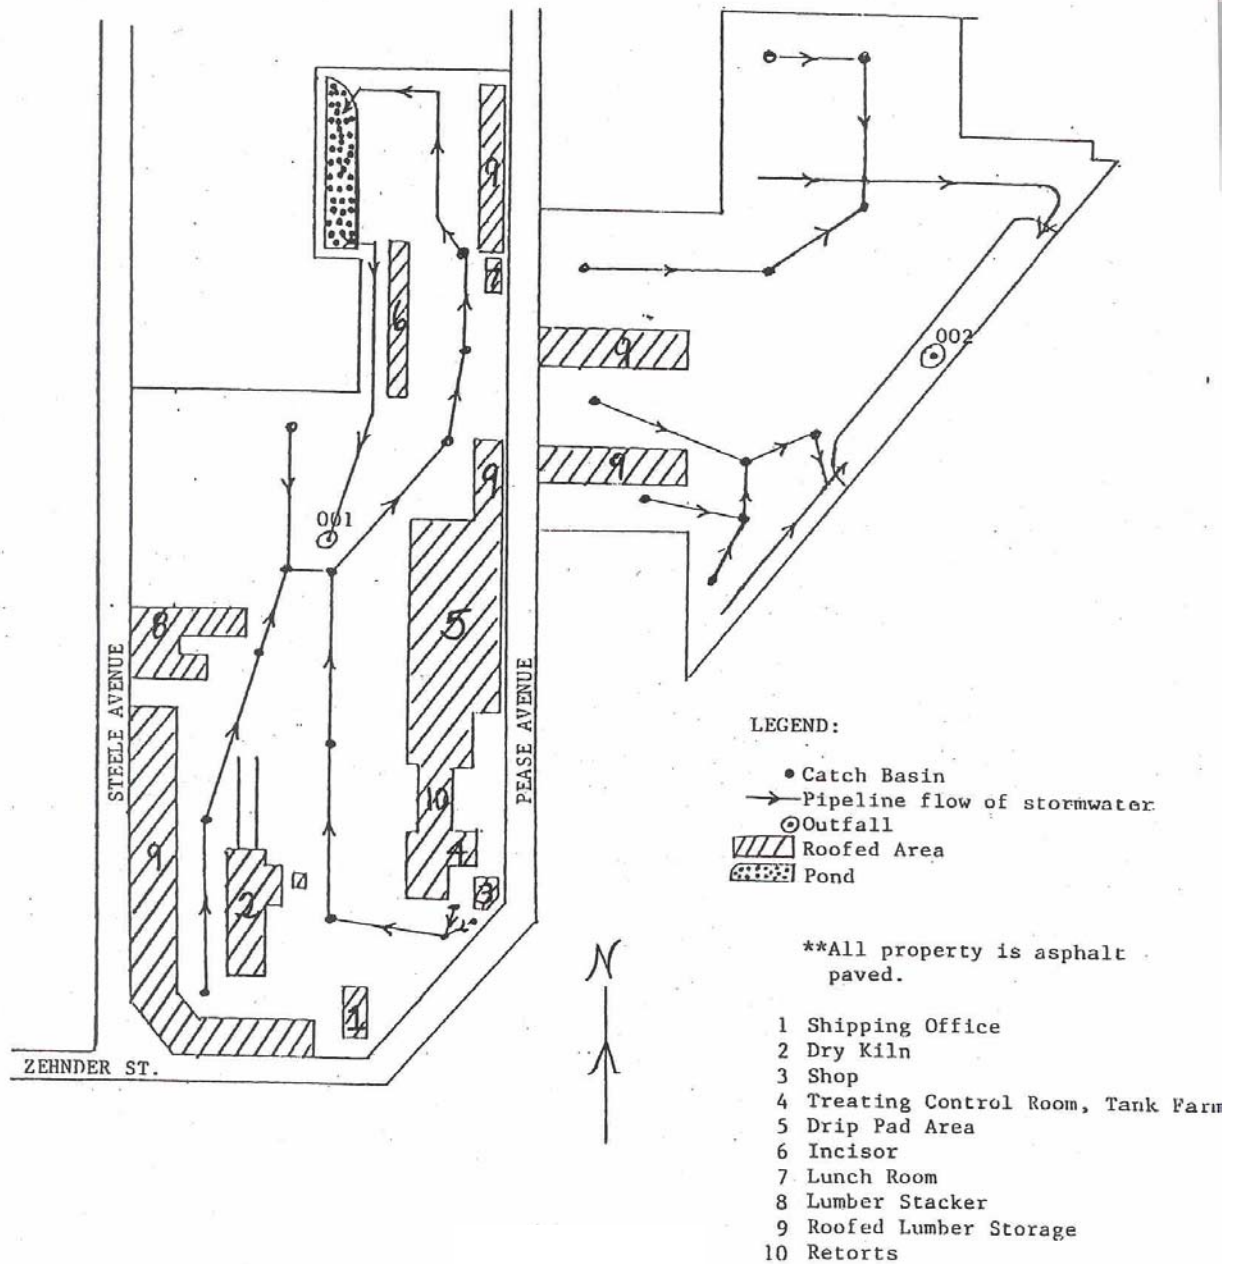 002
9
7
6
9
9
001
9
8
5
STEELE AVENUE
PEASE AVENUE
LEGEND:
Catch Basin
Pipeline flow of stormwater
Outfall
Roofed Area
Pond
10
9
4
2
3
1
N
**All property is asphalt
paved.
ZEHNDER ST.
1 Shipping Office
2 Dry Kiln
3 Shop
4 Treating Control Room, Tank Farm
5 Drip Pad Area
6 Incisor
7 Lunch Room
8 Lumber Stacker
9 Roofed Lumber Storage
10 Retorts